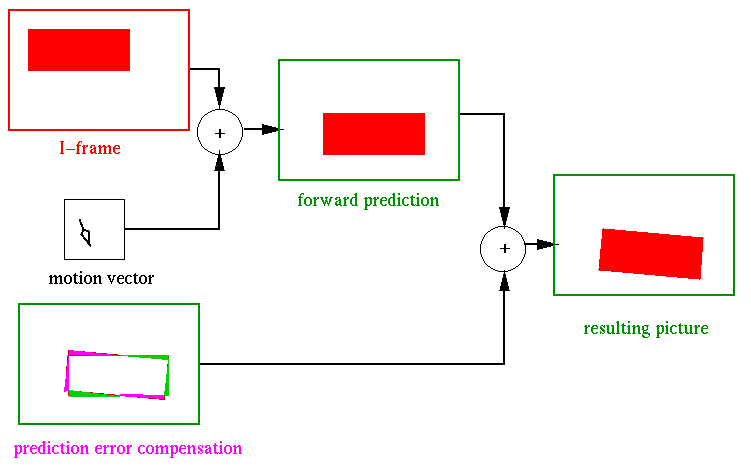 I–frame
+
forward prediction
motion vector
+
resulting picture
prediction error compensation